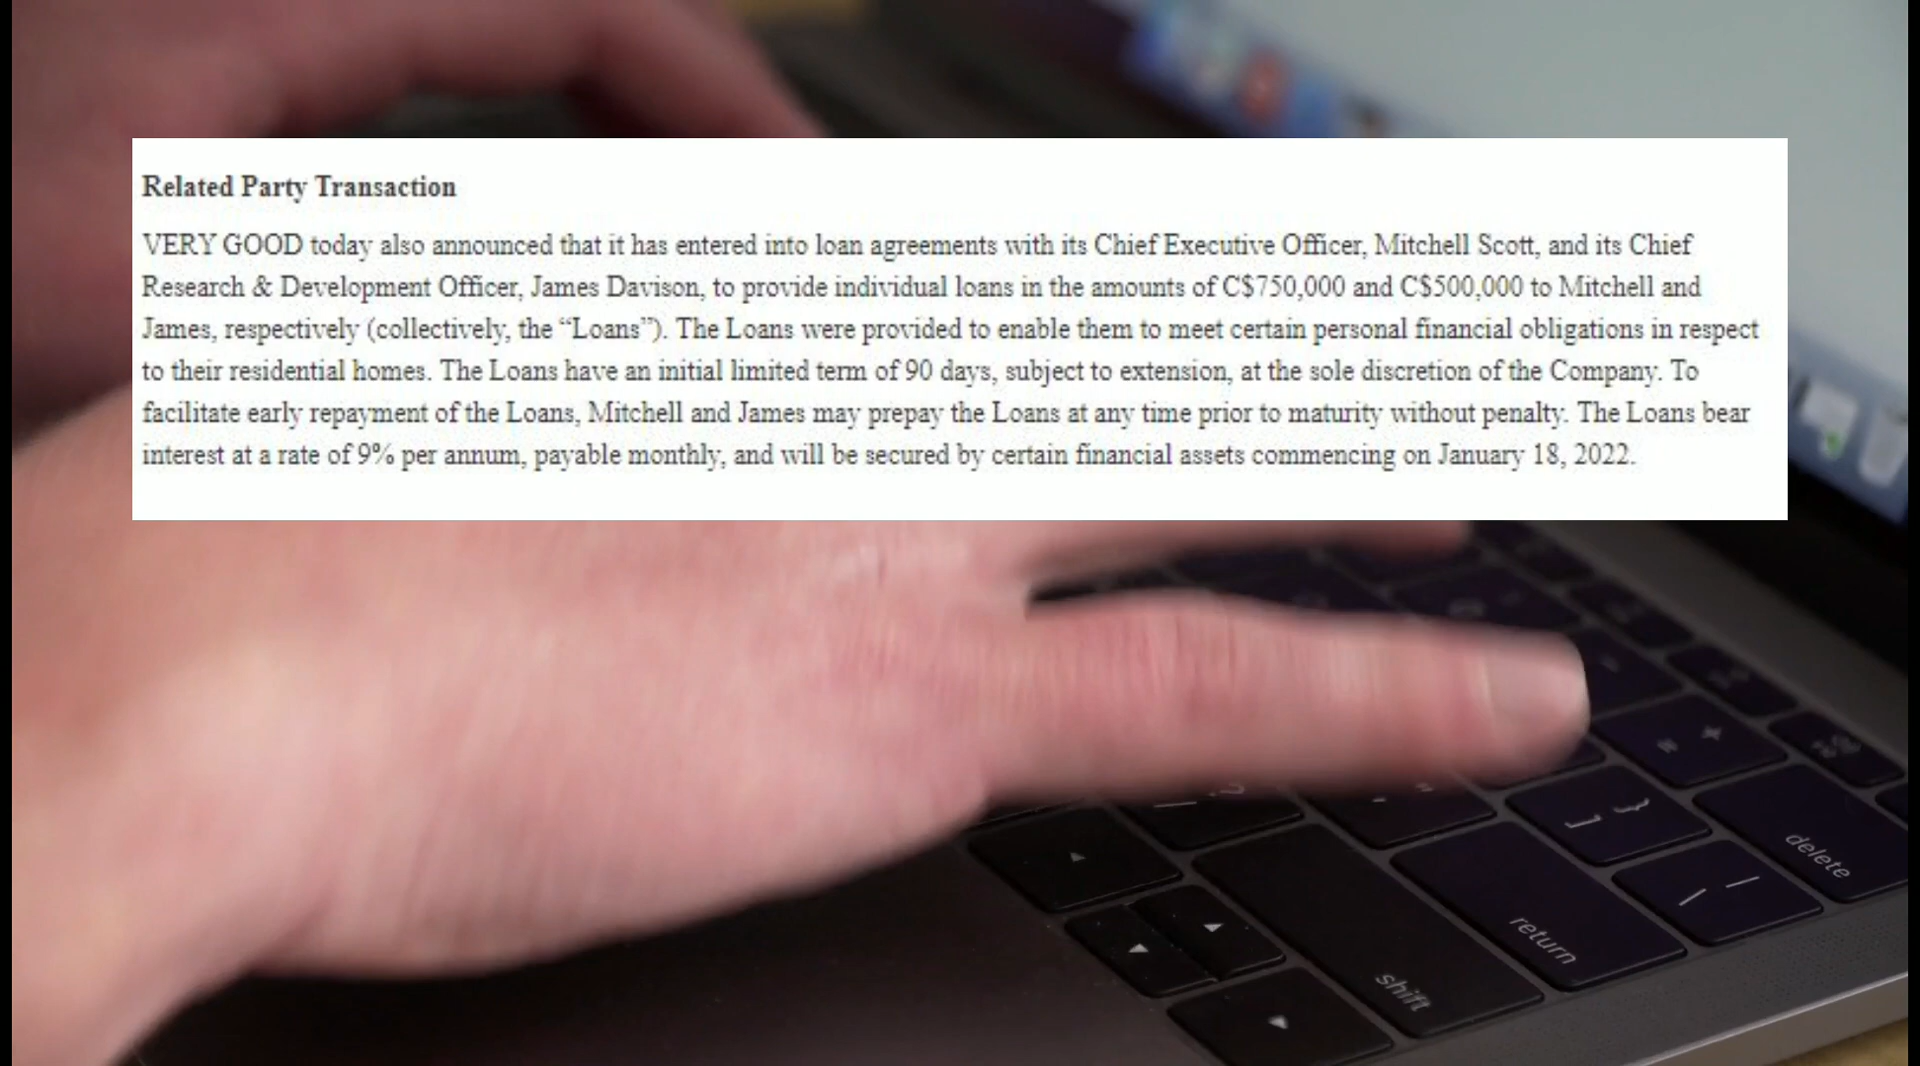 Related Party Transaction
VERY GOOD today also announced that it has entered into loan agreements with its Chief Executive Officer, Mitchell Scott, and its Chief
Research & Development Officer, James Davison, to provide individual loans in the amounts of C$750,000 and C$500,000 to Mitchell and
James, respectively (collectively, the “Loans”). The Loans were provided to enable them to meet certain personal financial obligations in respect
to their residential homes. The Loans have an initial limited term of 90 days, subject to extension, at the sole discretion of the Company. To
facilitate early repayment of the Loans, Mitchell and James may prepay the Loans at any time prior to maturity without penalty. The Loans bear
interest at a rate of 9% per annum, payable monthly, and will be secured by certain financial assets commencing on January 18, 2022.
= +
? /
" '
} ]
delete
| \
return
shift